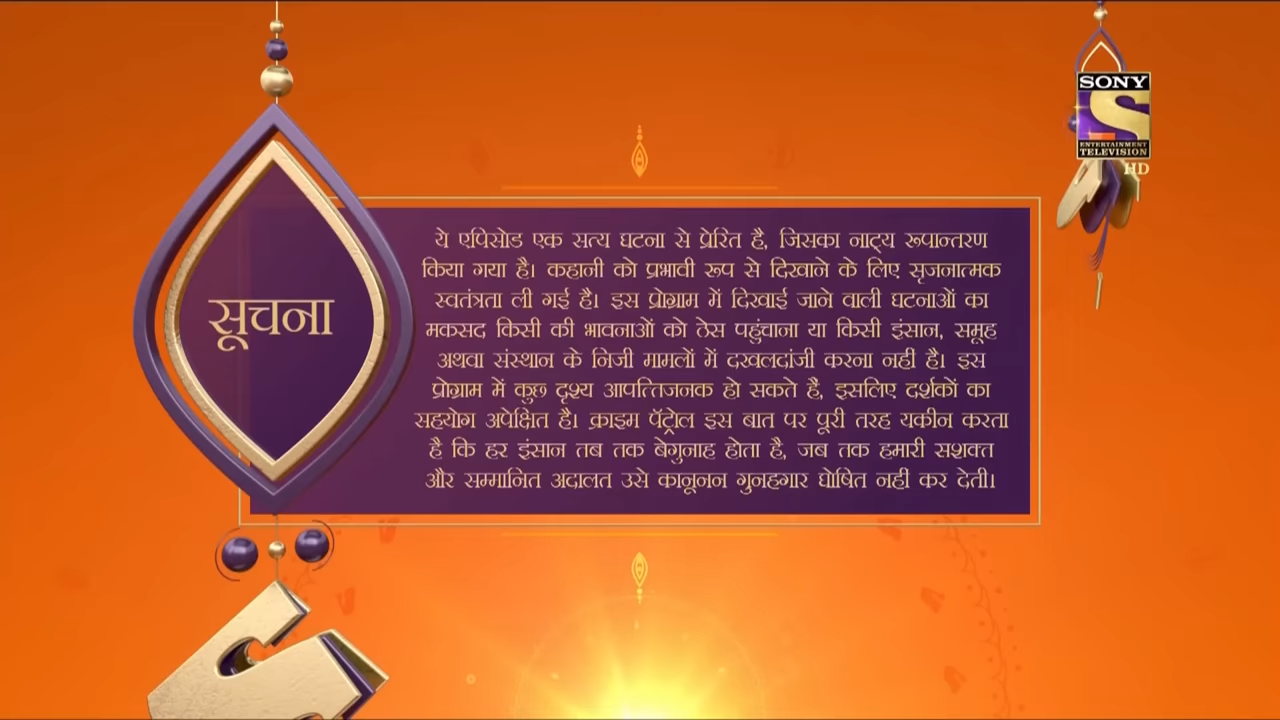 सूचना
ये एपिसोड एक सत्य घटना से प्रेरित है, जिसका नाट्य रूपान्तरण
किया गया है। कहानी को प्रभावी रूप से दिखाने के लिए सृजनात्मक
स्वतंत्रता ली गई है। इस प्रोग्राम में दिखाई जाने वाली घटनाओं का
मकसद किसी की भावनाओं को ठेस पहुंचाना या किसी इंसान, समूह
अथवा संस्थान के निजी मामलों में दखलदांजी करना नहीं है। इस
प्रोग्राम में कुछ दृश्य आपत्तिजनक हो सकते हैं, इसलिए दर्शकों का
सहयोग अपेक्षित है। क्राइम पॅट्रोल इस बात पर पूरी तरह यकीन करता
है कि हर इंसान तब तक बेगुनाह होता है, जब तक हमारी सशक्त
और सम्मानित अदालत उसे कानूनन गुनहगार घोषित नहीं कर देती।
SONY
ENTERTAINMENT
TELEVISION
HD